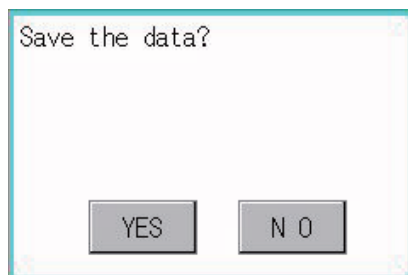 Save the data?
YES N O